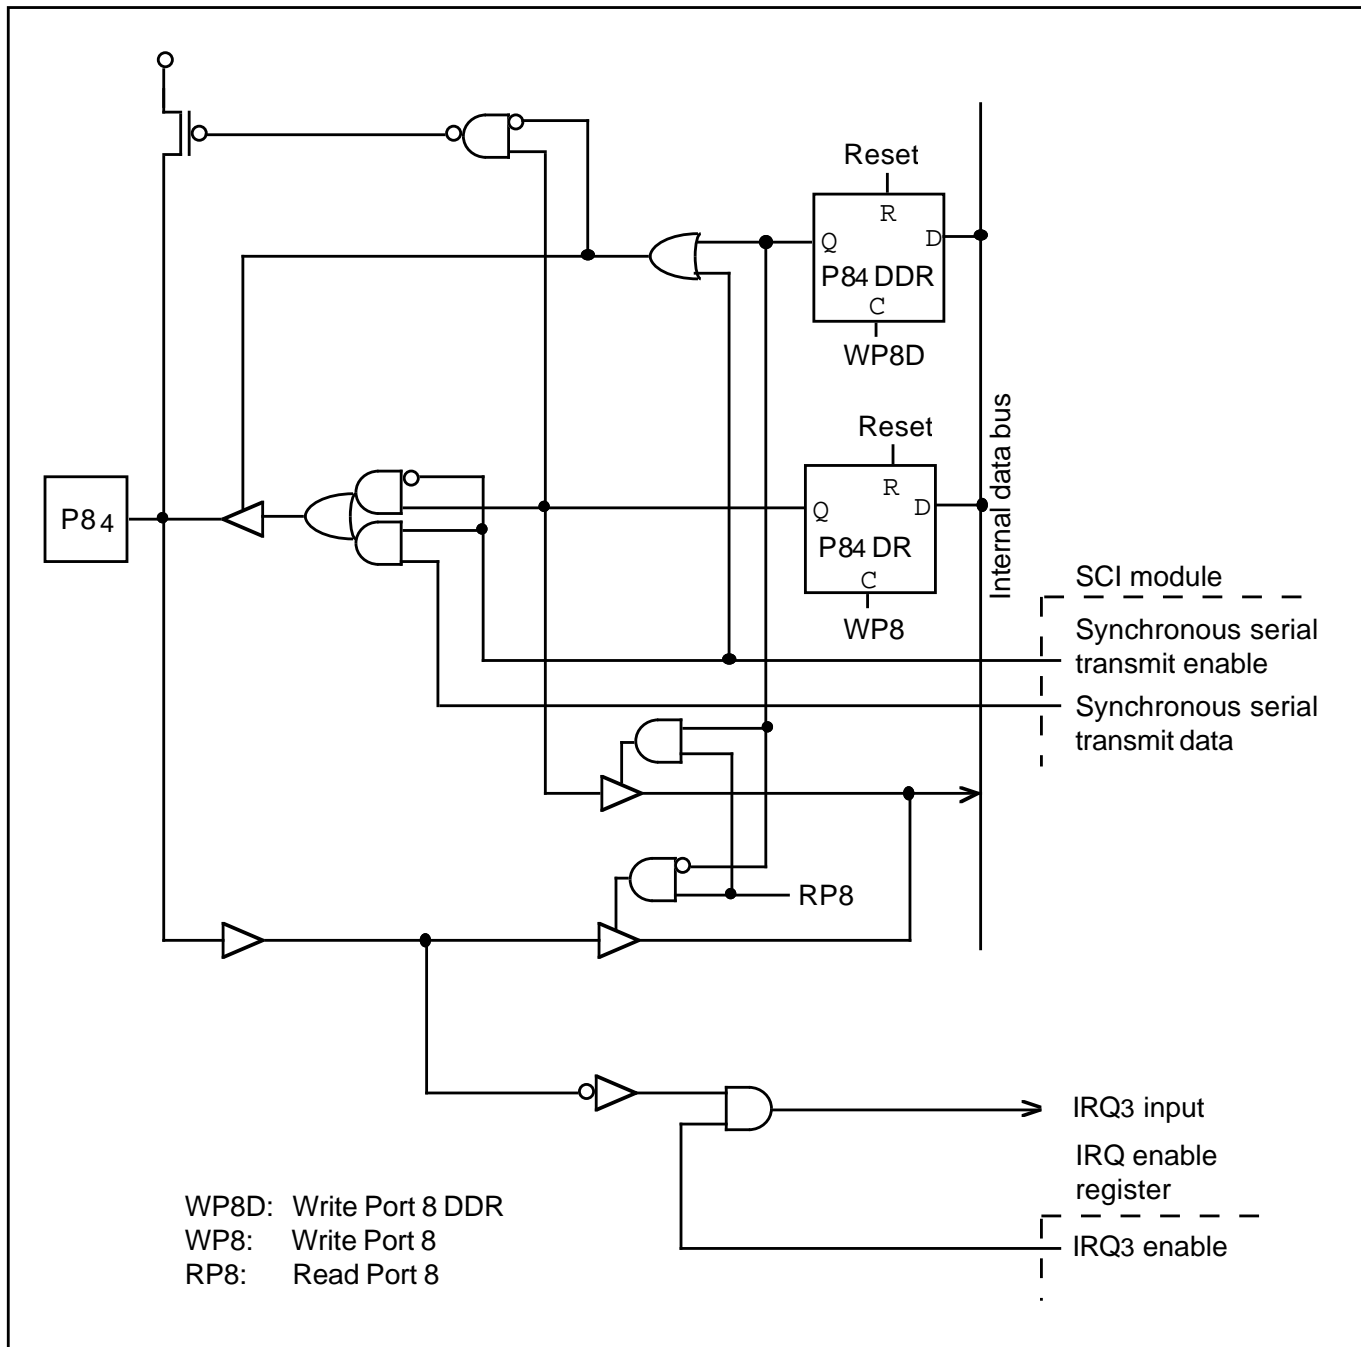 Reset
R
Q
D
P84 DDR
C
WP8D
Internal data bus
Reset
R
Q
D
P84 DR
C
WP8
P84
SCI module
Synchronous serial
transmit enable
Synchronous serial
transmit data
RP8
IRQ3 input
IRQ enable
register
IRQ3 enable
WP8D: Write Port 8 DDR
WP8: Write Port 8
RP8: Read Port 8